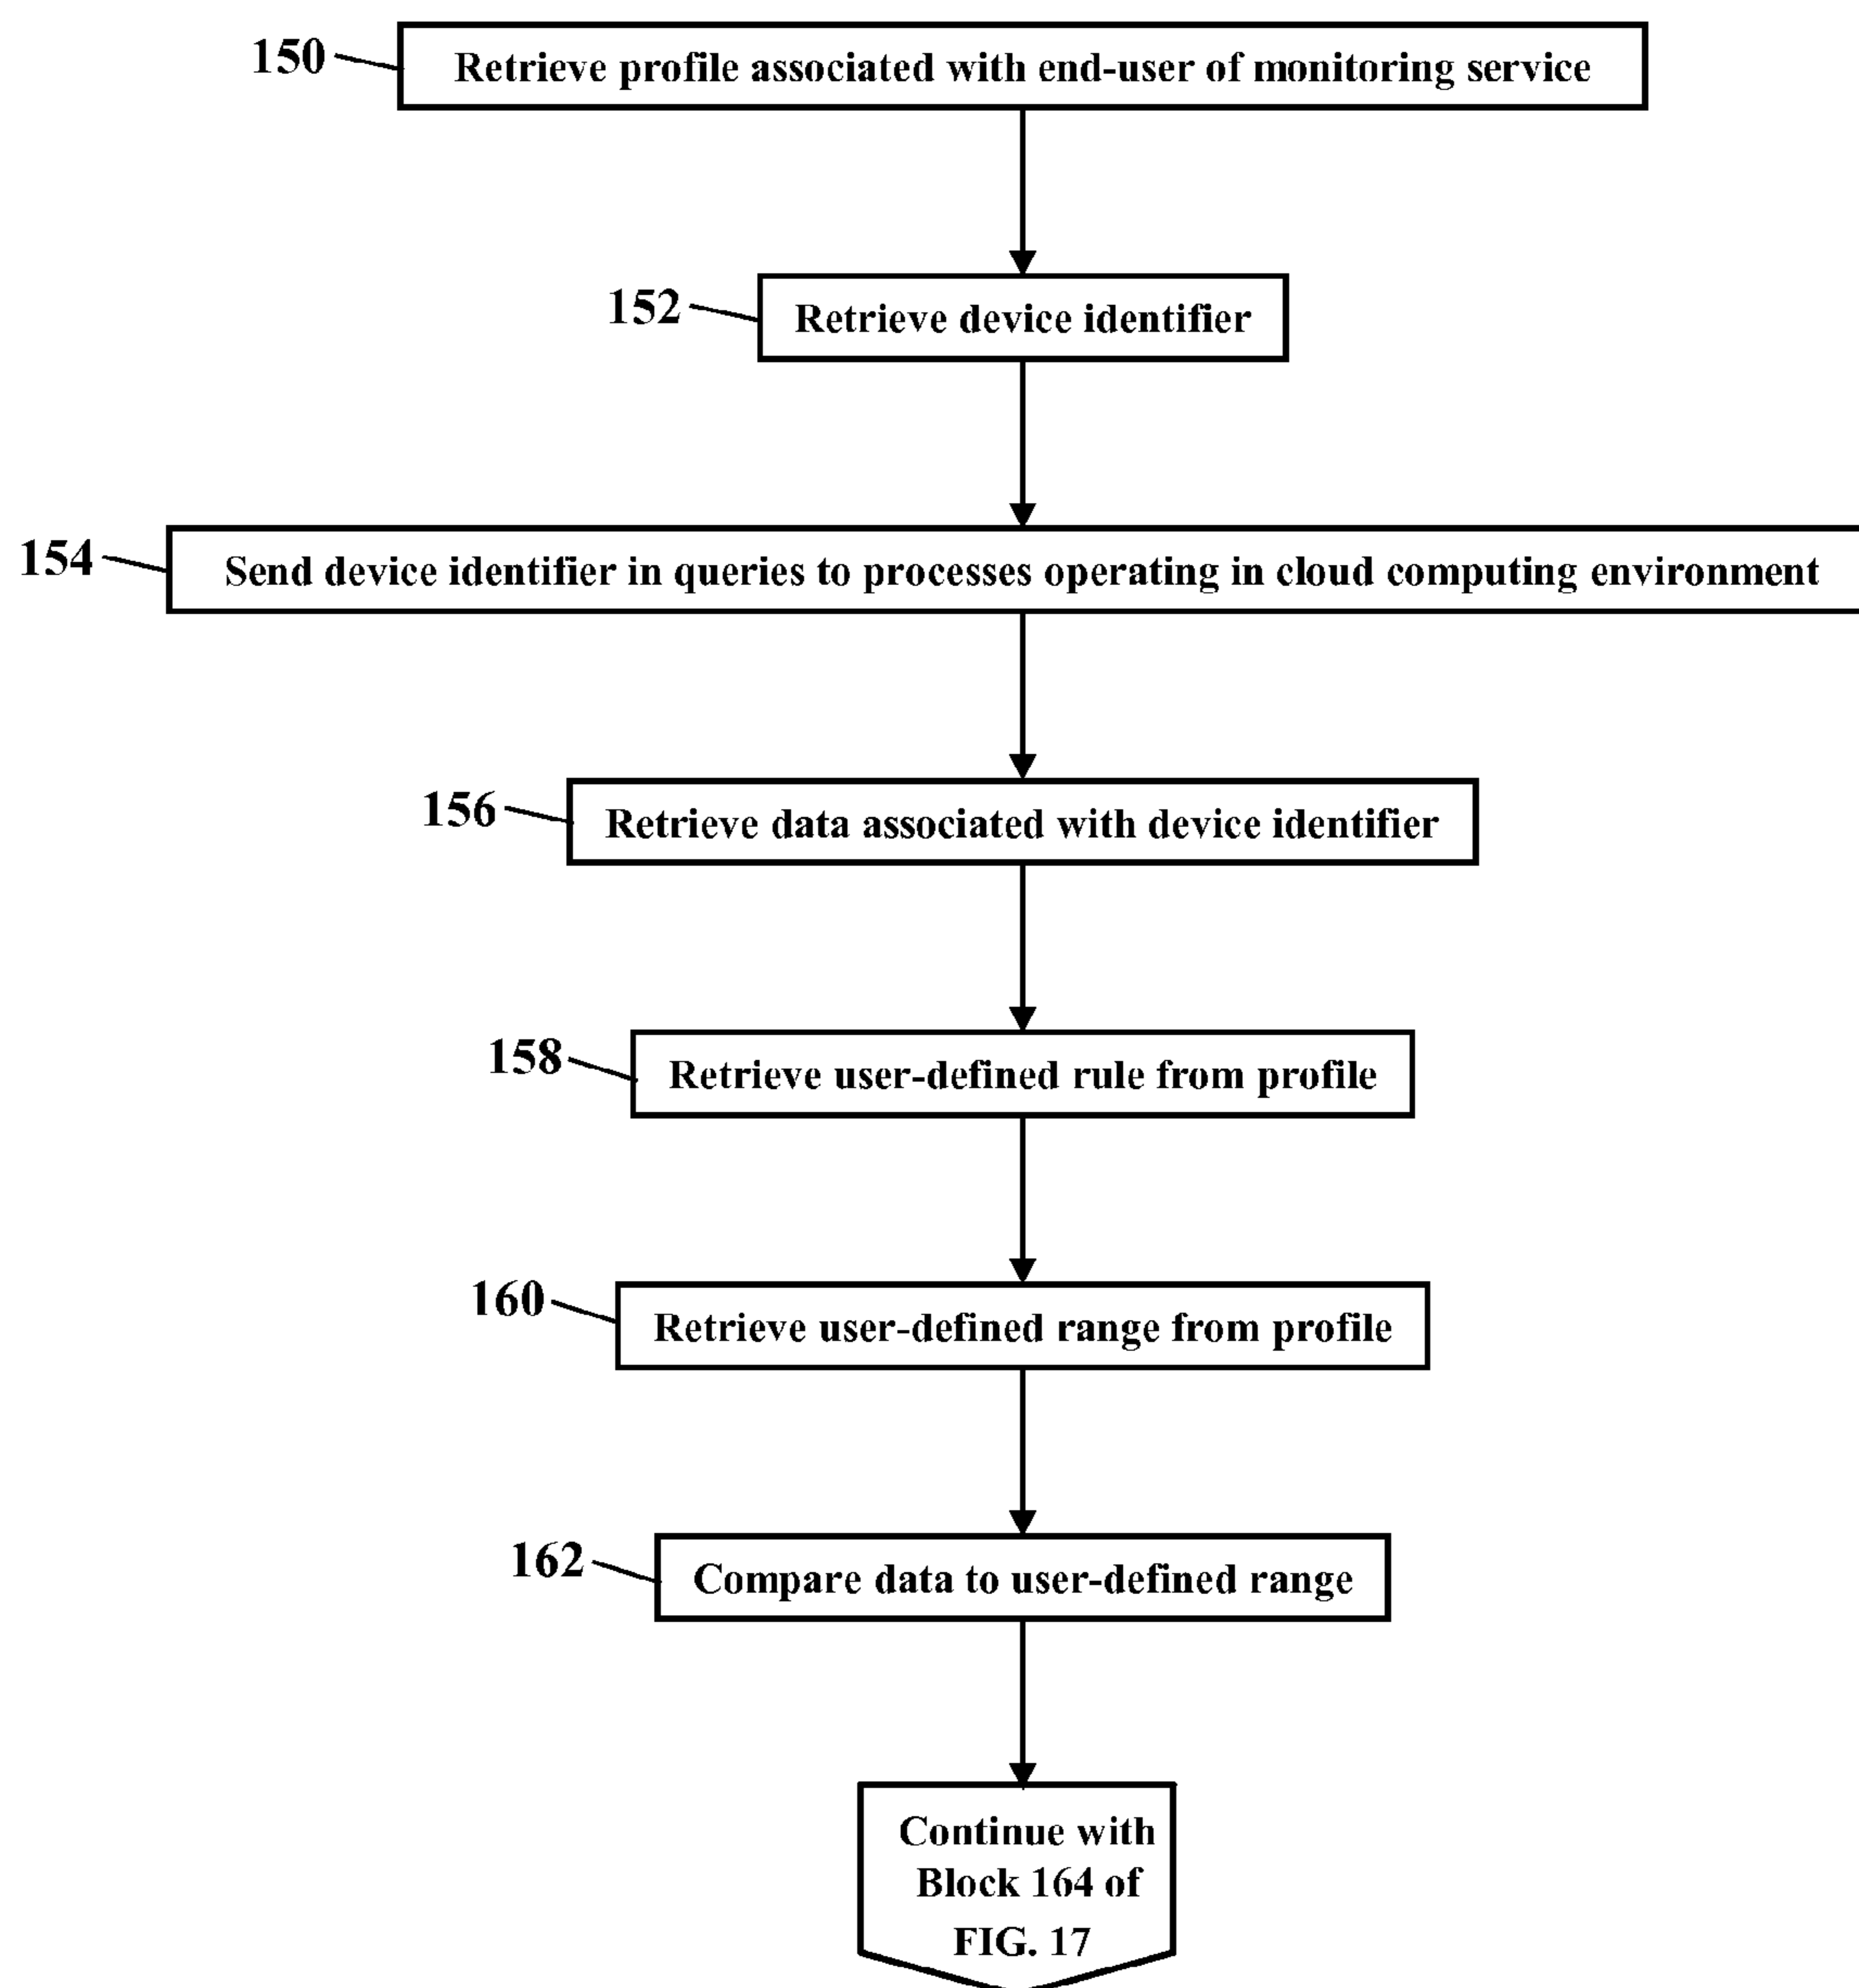 150
Retrieve profile associated with end-user of monitoring service
152
Retrieve device identifier
154
Send device identifier in queries to processes operating in cloud computing environment
156
Retrieve data associated with device identifier
158
Retrieve user-defined rule from profile
160
Retrieve user-defined range from profile
162
Compare data to user-defined range
Continue with
Block 164 of
FIG. 17